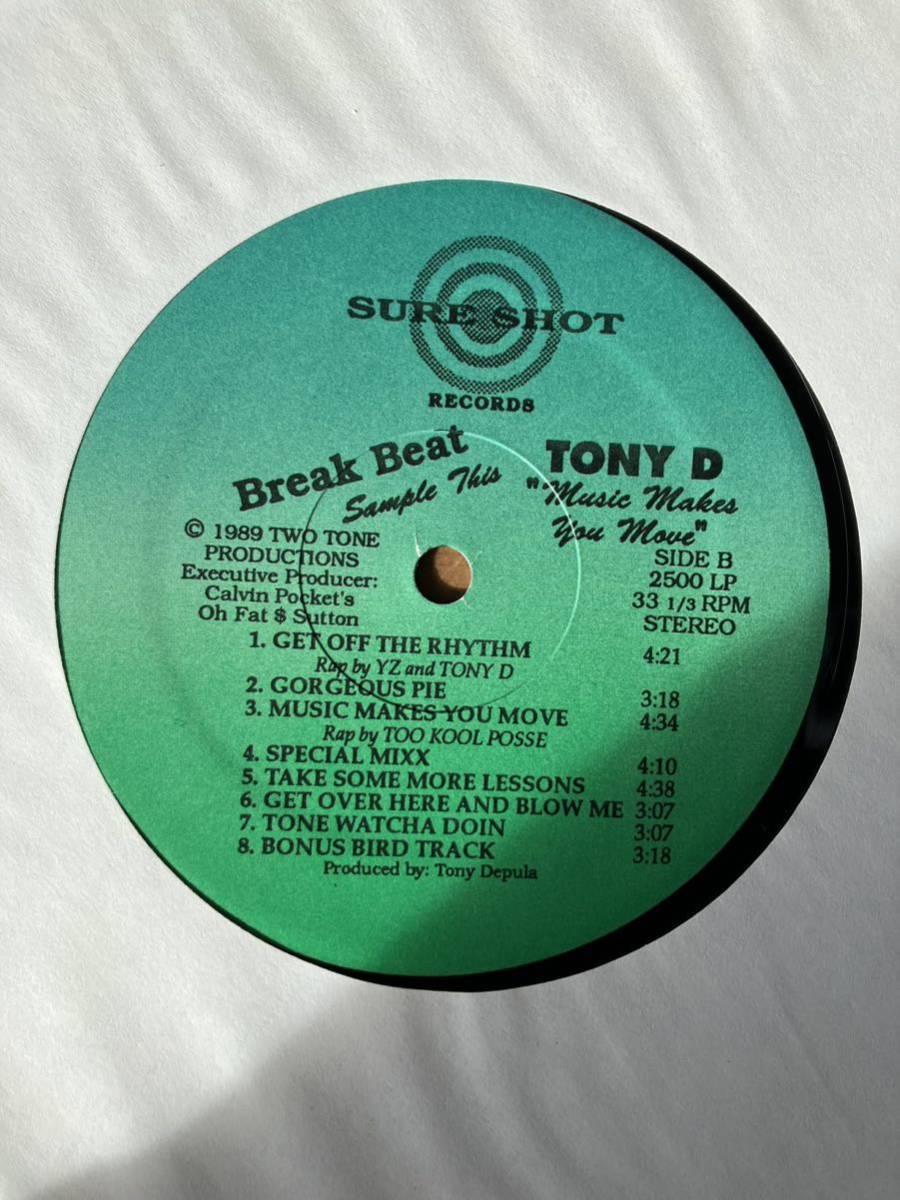 SURE SHOT
RECORDS
Break Beat
Sample This
TONY D
"Music Makes
You Move"
© 1989 TWO TONE
PRODUCTIONS
Executive Producer:
Calvin Pocket's
Oh Fat $ Sutton
SIDE B
2500 LP
33 1/3 RPM
STEREO
1. GET OFF THE RHYTHM 4:21
Rap by YZ and TONY D
2. GORGEOUS PIE 3:18
3. MUSIC MAKES YOU MOVE 4:34
Rap by TOO KOOL POSSE
4. SPECIAL MIXX 4:10
5. TAKE SOME MORE LESSONS 4:38
6. GET OVER HERE AND BLOW ME 3:07
7. TONE WATCHA DOIN 3:07
8. BONUS BIRD TRACK 3:18
Produced by: Tony Depula